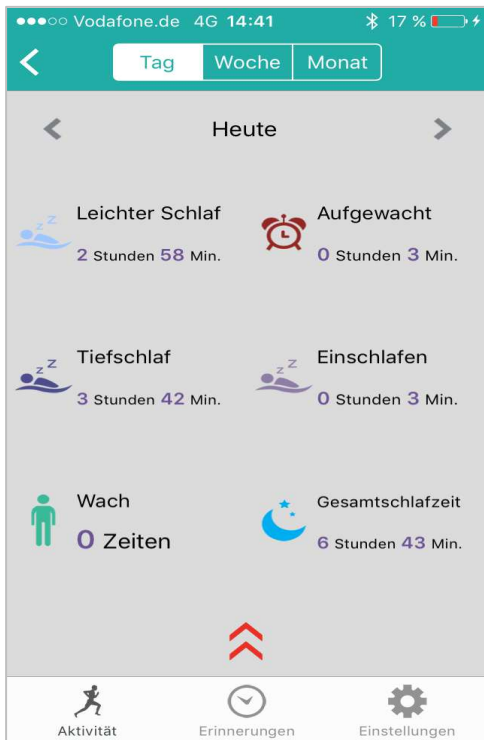 Vodafone.de 4G 14:41 17 %
Tag Woche Monat
Heute
Leichter Schlaf
2 Stunden 58 Min.
Aufgewacht
0 Stunden 3 Min.
z z
Tiefschlaf
3 Stunden 42 Min.
z z
Einschlafen
0 Stunden 3 Min.
Wach
0 Zeiten
Gesamtschlafzeit
6 Stunden 43 Min.
Aktivität Erinnerungen Einstellungen